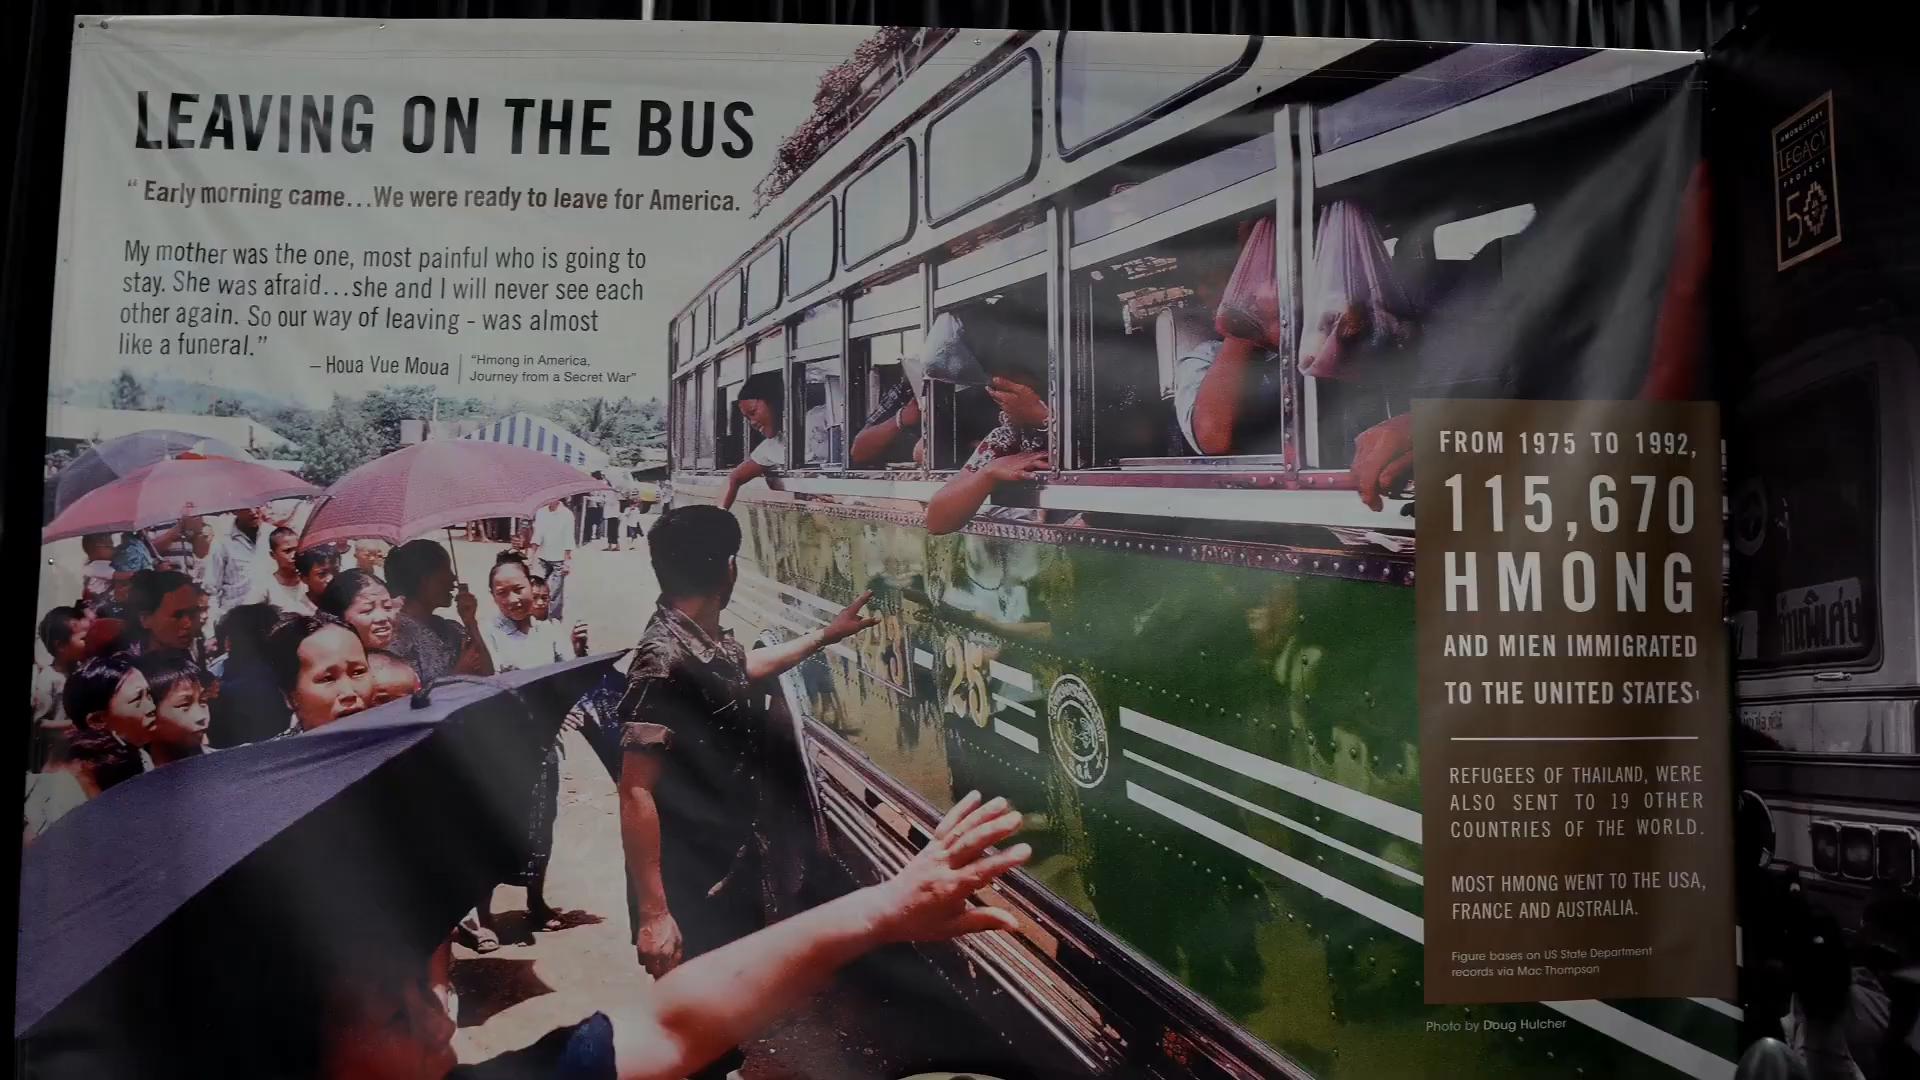 LEAVING ON THE BUS
“ Early morning came...We were ready to leave for America.
My mother was the one, most painful who is going to
stay. She was afraid...she and I will never see each
other again. So our way of leaving - was almost
like a funeral.”
– Houa Vue Moua
“Hmong in America,
Journey from a Secret War”
23
25
FROM 1975 TO 1992,
115,670
HMONG
AND MIEN IMMIGRATED
TO THE UNITED STATES
REFUGEES OF THAILAND, WERE
ALSO SENT TO 19 OTHER
COUNTRIES OF THE WORLD.
MOST HMONG WENT TO THE USA,
FRANCE AND AUSTRALIA.
Figure bases on US State Department
records via Mac Thompson
Photo by Doug Hulcher
HMONGSTORY
LEGACY
PROJECT
50